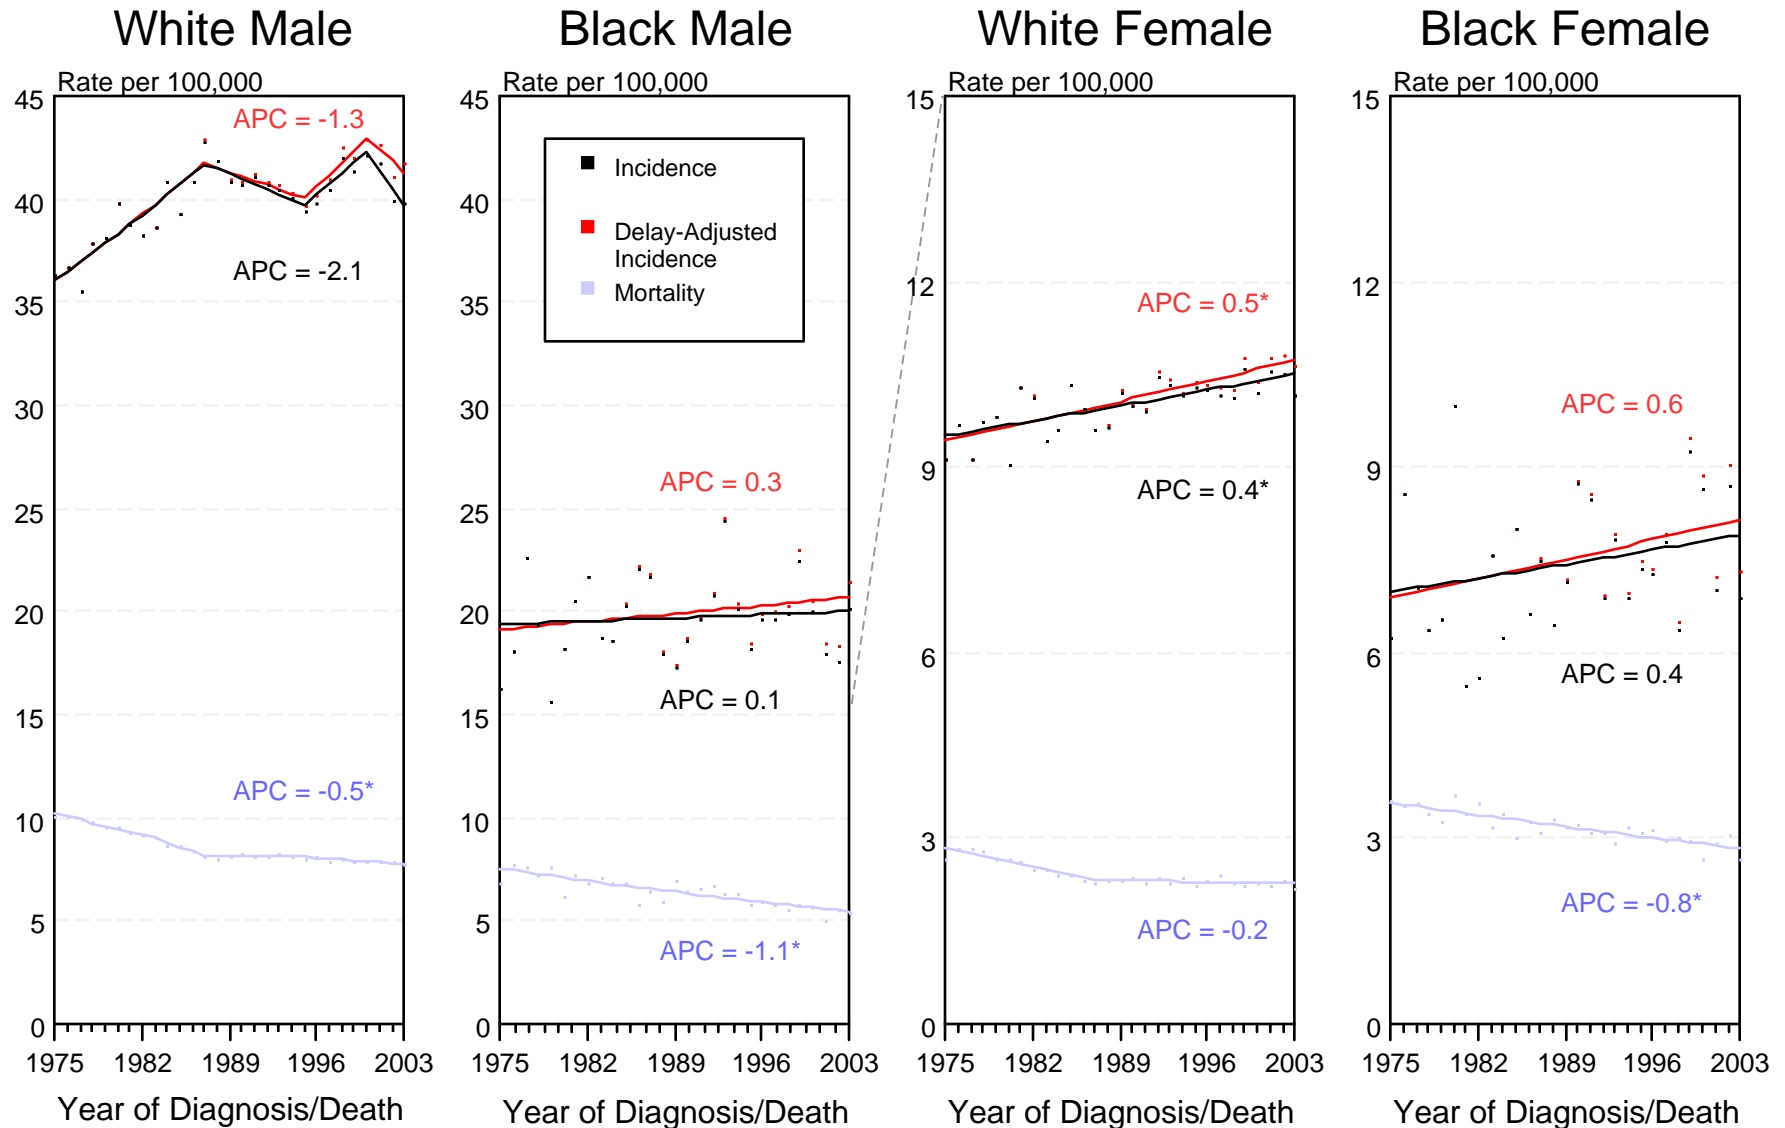 White Male
Black Male
White Female
Black Female
Rate per 100,000
Rate per 100,000
Rate per 100,000
Rate per 100,000
45
40
35
30
25
20
15
10
5
0
APC = -1.3
APC = -2.1
APC = -0.5*
1975
1982
1989
1996
2003
Year of Diagnosis/Death
45
40
35
30
25
20
15
10
5
0
Incidence
Delay-Adjusted
Incidence
Mortality
APC = 0.3
APC = 0.1
APC = -1.1*
1975
1982
1989
1996
2003
Year of Diagnosis/Death
15
12
9
6
3
0
APC = 0.5*
APC = 0.4*
APC = -0.2
1975
1982
1989
1996
2003
Year of Diagnosis/Death
15
12
9
6
3
0
APC = 0.6
APC = 0.4
APC = -0.8*
1975
1982
1989
1996
2003
Year of Diagnosis/Death